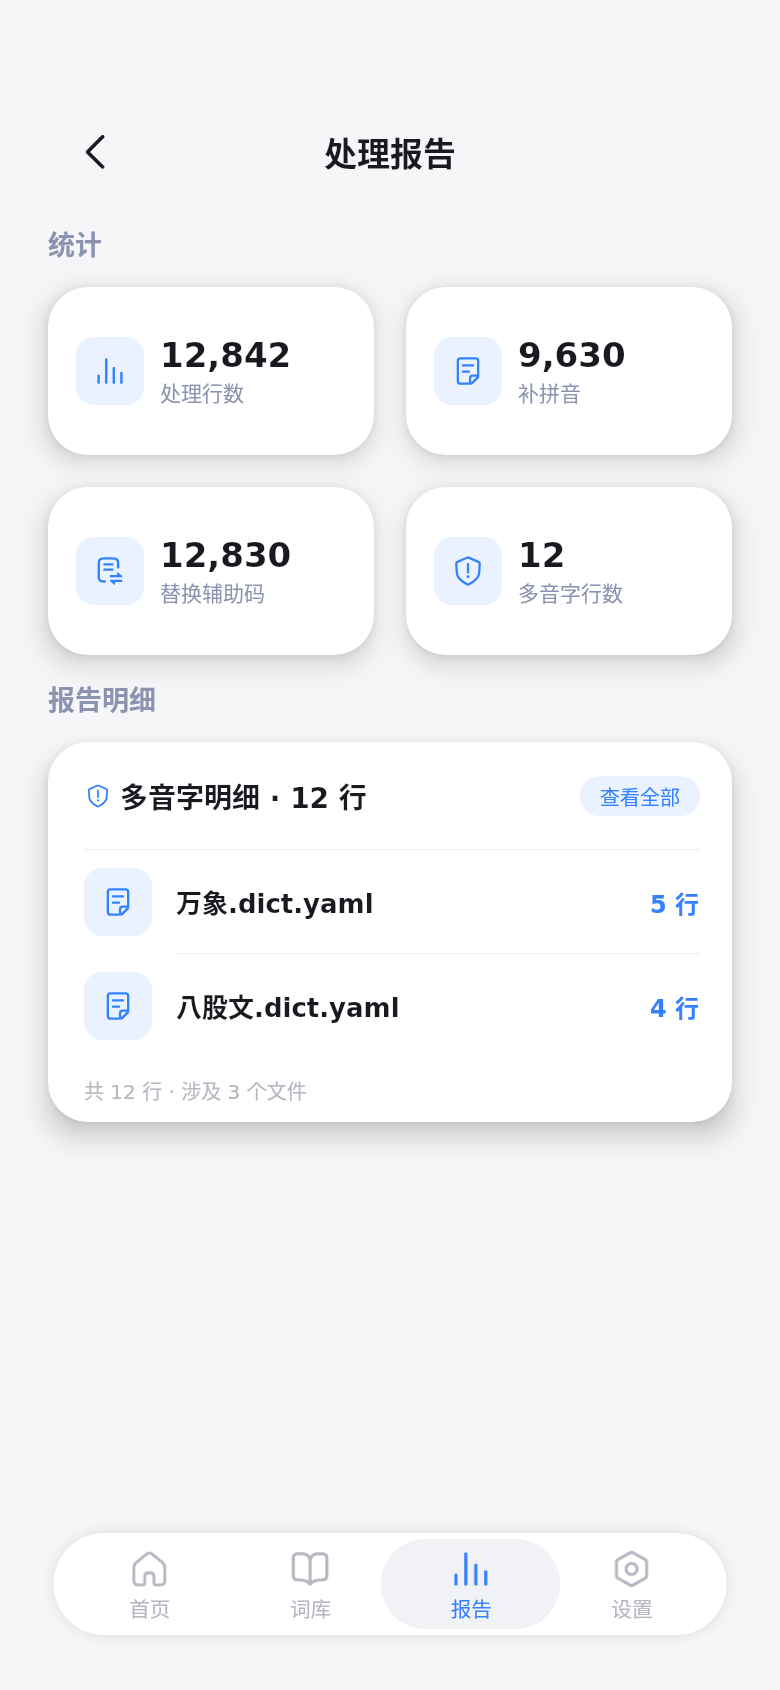 处理报告
统计
12,842
处理行数
9,630
补拼音
12,830
替换辅助码
12
多音字行数
报告明细
多音字明细 · 12 行
查看全部
万象.dict.yaml
5 行
八股文.dict.yaml
4 行
共 12 行 · 涉及 3 个文件
首页
词库
报告
设置